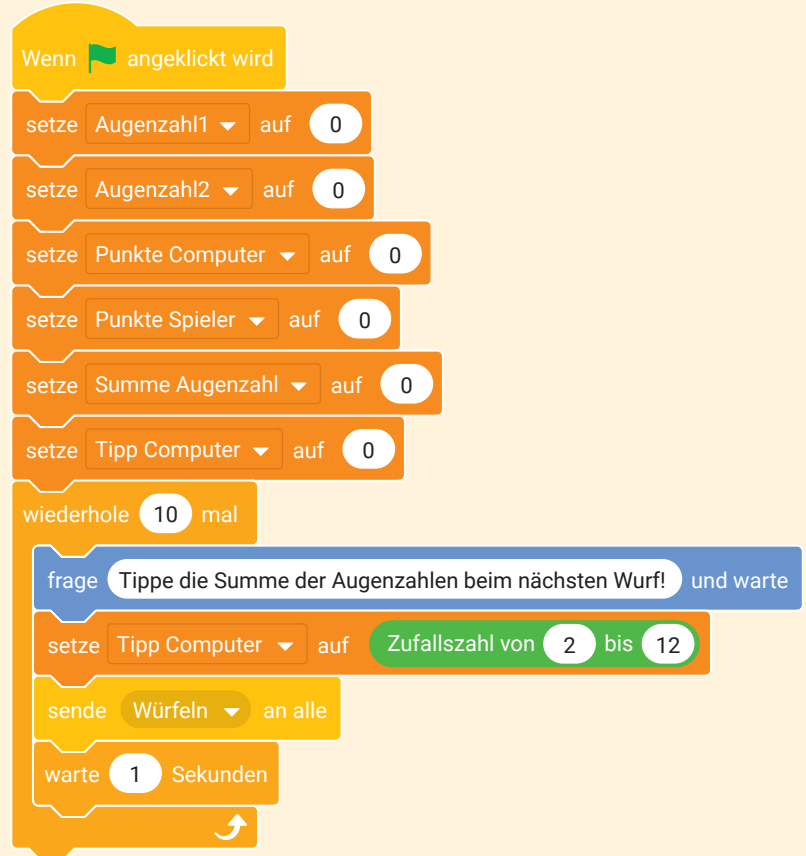 Wenn angeklickt wird
setze Augenzahl1 auf 0
setze Augenzahl2 auf 0
setze Punkte Computer auf 0
setze Punkte Spieler auf 0
setze Summe Augenzahl auf 0
setze Tipp Computer auf 0
wiederhole 10 mal
frage Tippe die Summe der Augenzahlen beim nächsten Wurf! und warte
setze Tipp Computer auf Zufallszahl von 2 bis 12
sende Würfeln an alle
warte 1 Sekunden